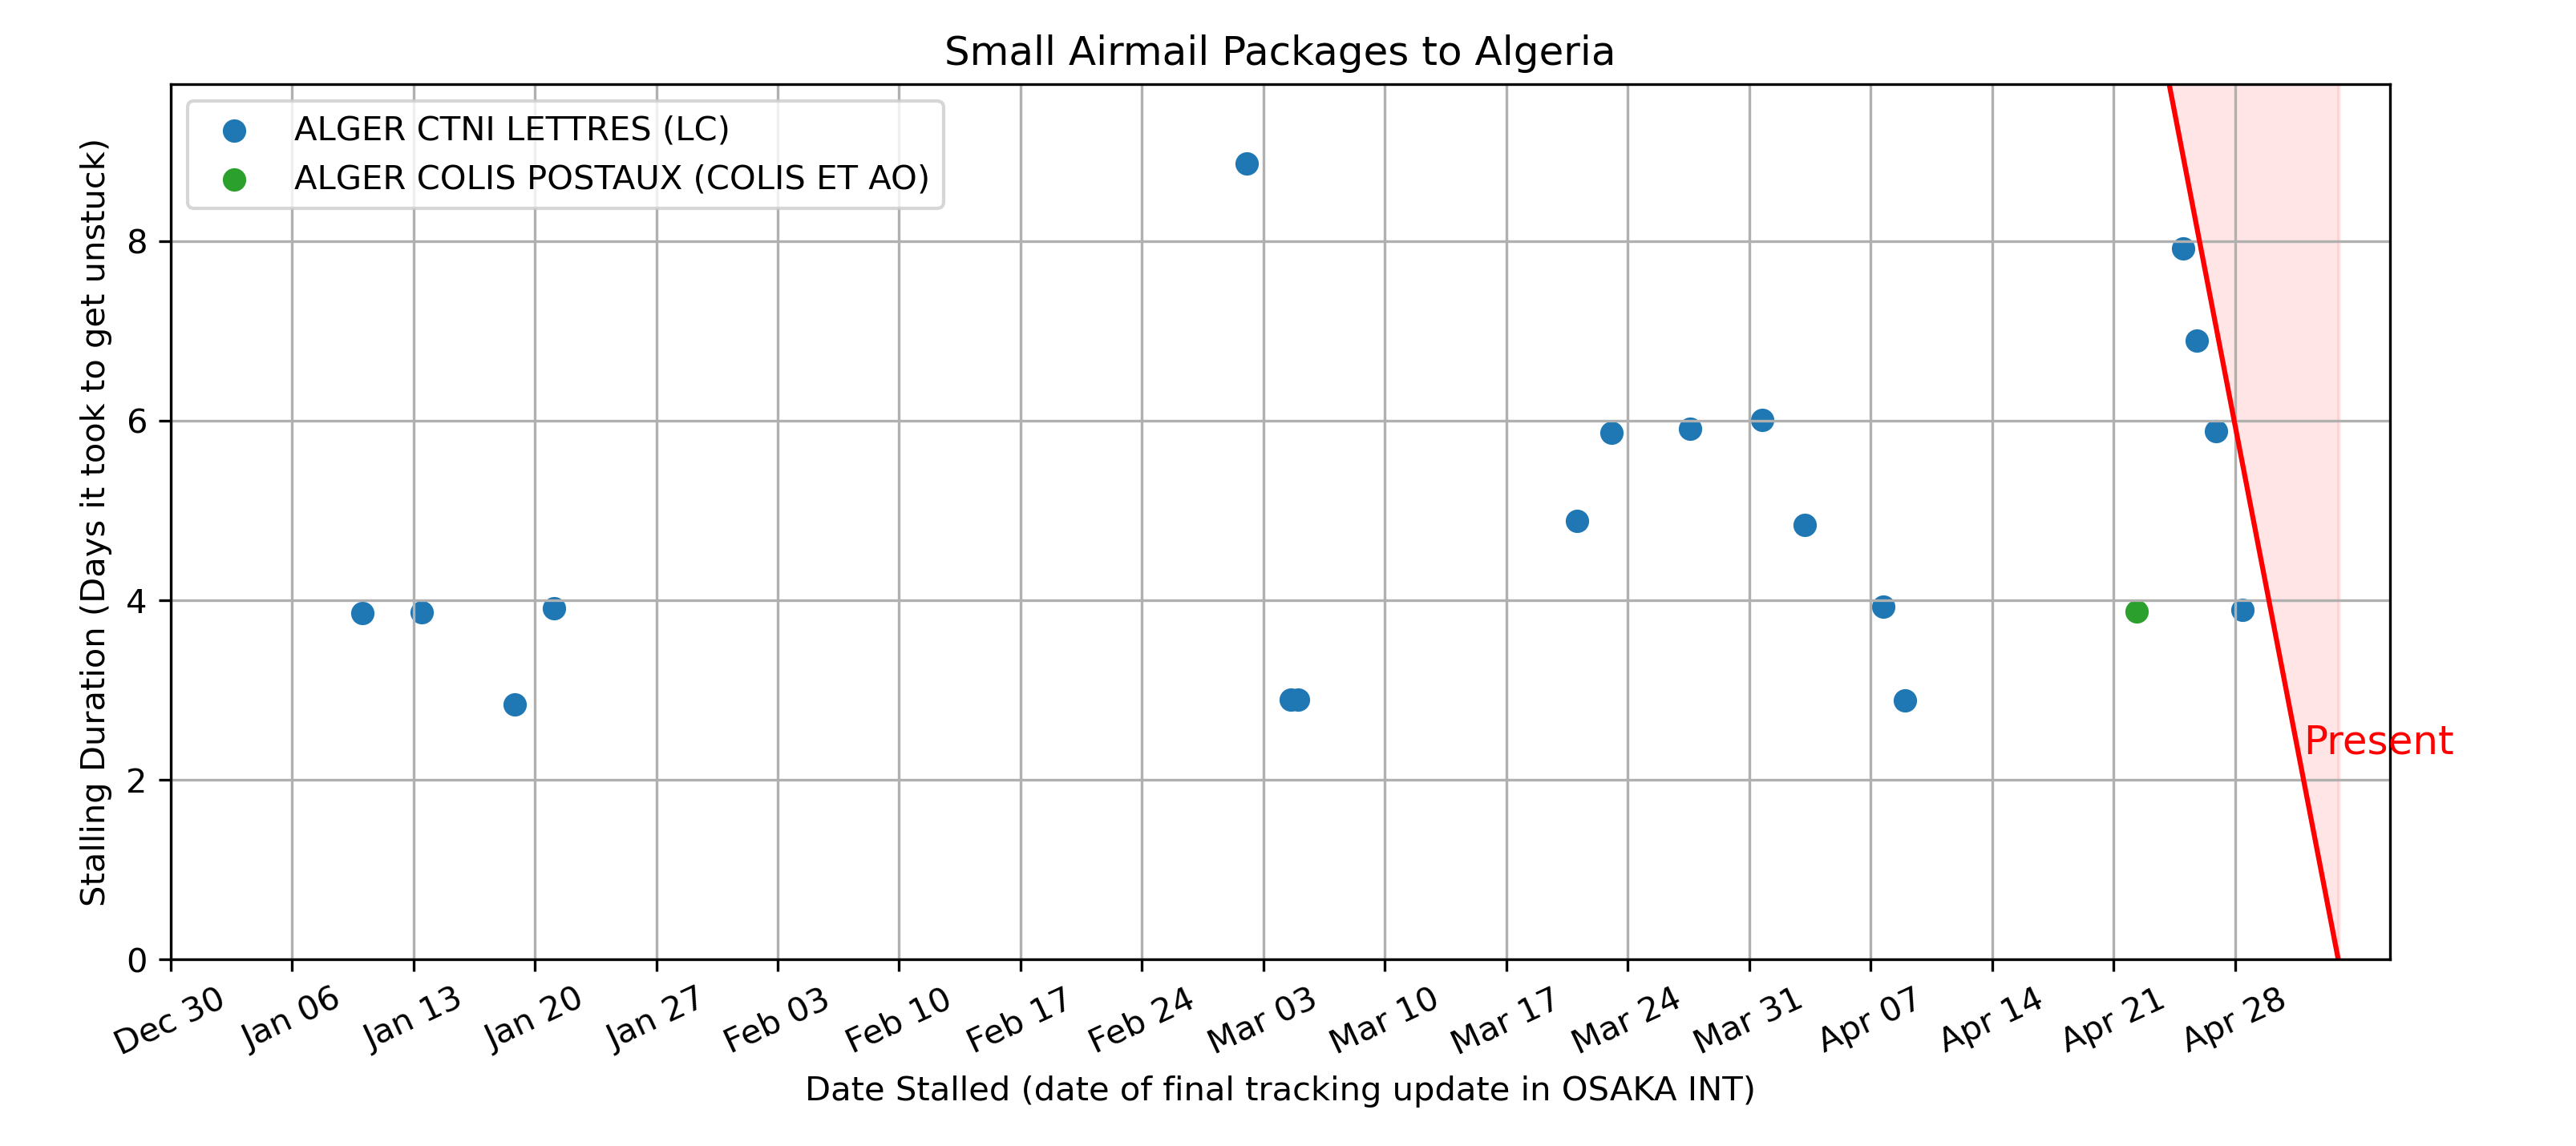 Small Airmail Packages to Algeria
ALGER CTNI LETTRES (LC)
ALGER COLIS POSTAUX (COLIS ET AO)
Stalling Duration (Days it took to get unstuck)
8
6
4
2
0
Present
Dec 30 Jan 06 Jan 13 Jan 20 Jan 27 Feb 03 Feb 10 Feb 17 Feb 24 Mar 03 Mar 10 Mar 17 Mar 24 Mar 31 Apr 07 Apr 14 Apr 21 Apr 28
Date Stalled (date of final tracking update in OSAKA INT)